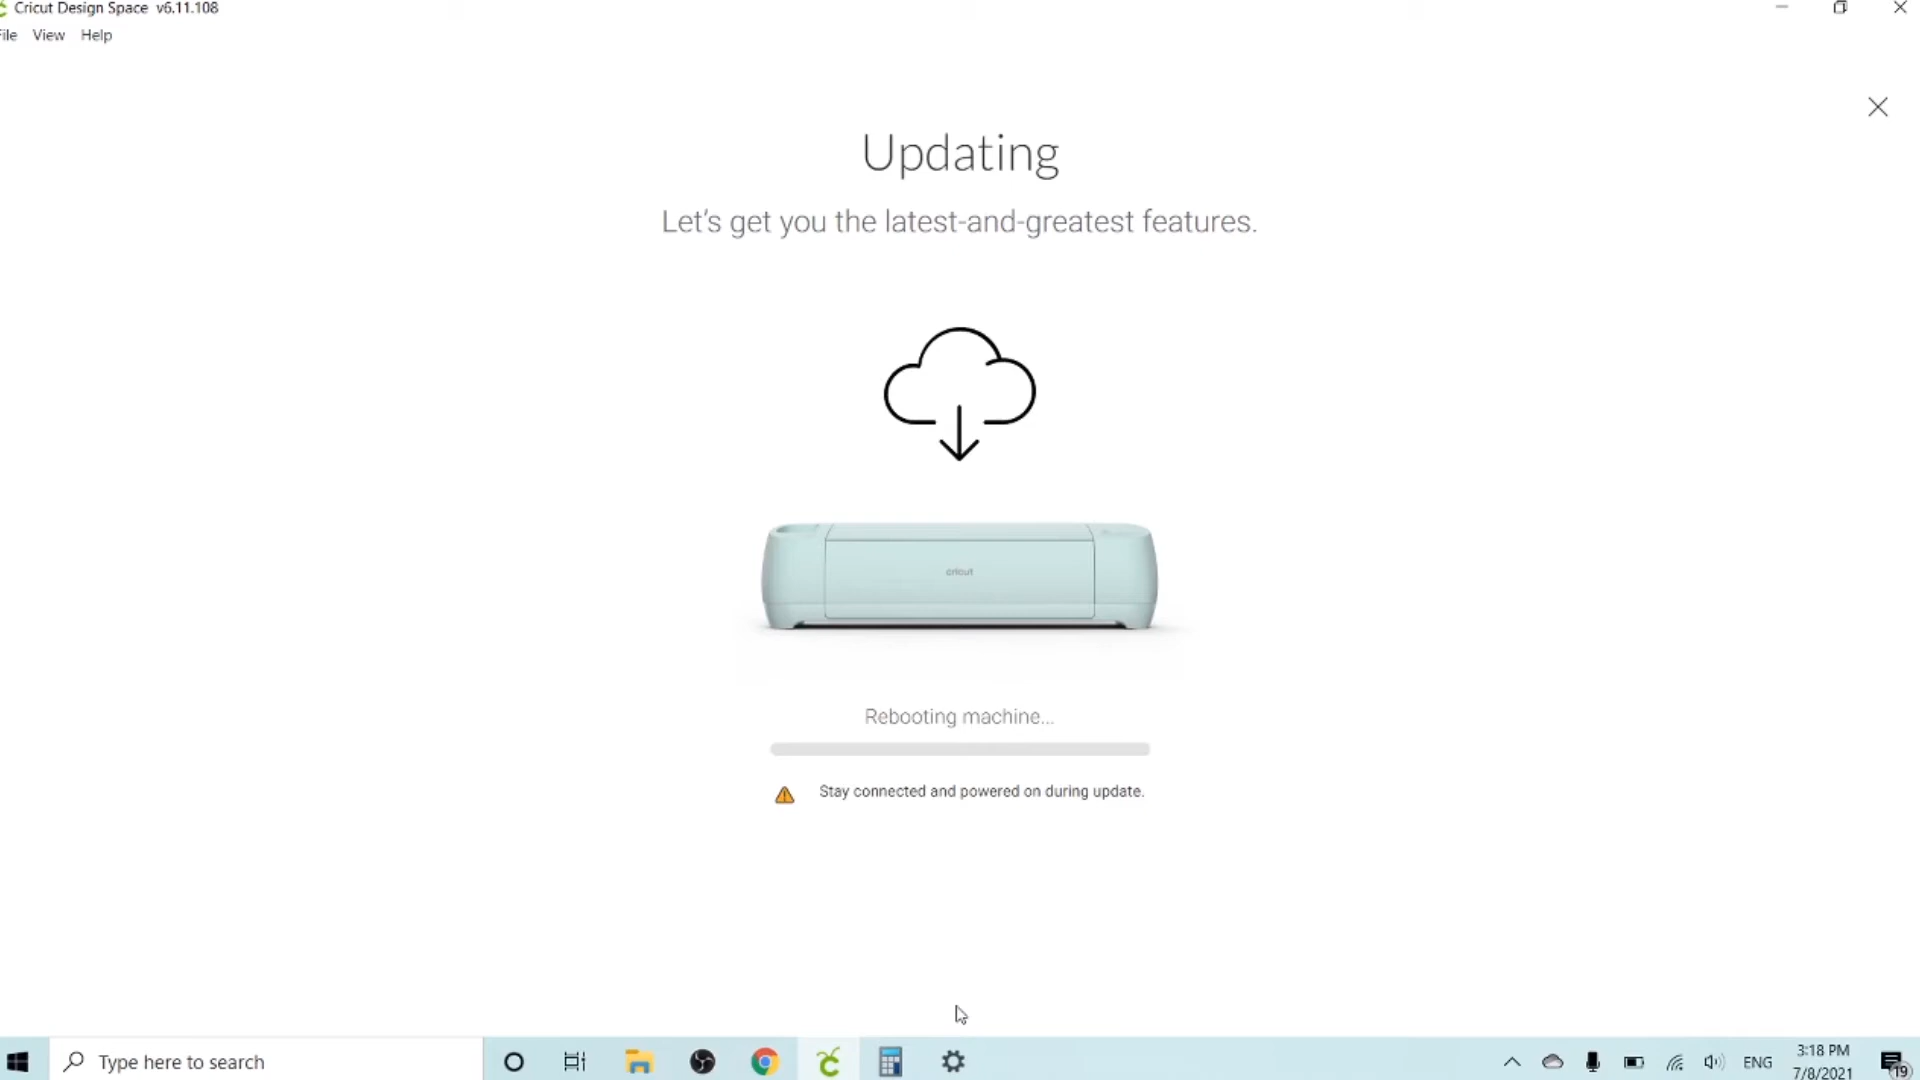 Cricut Design Space v6.11.108
File View Help
Updating
Let's get you the latest-and-greatest features.
cricut
Rebooting machine...
Stay connected and powered on during update.
Type here to search
ENG
3:18 PM
7/8/2021
19